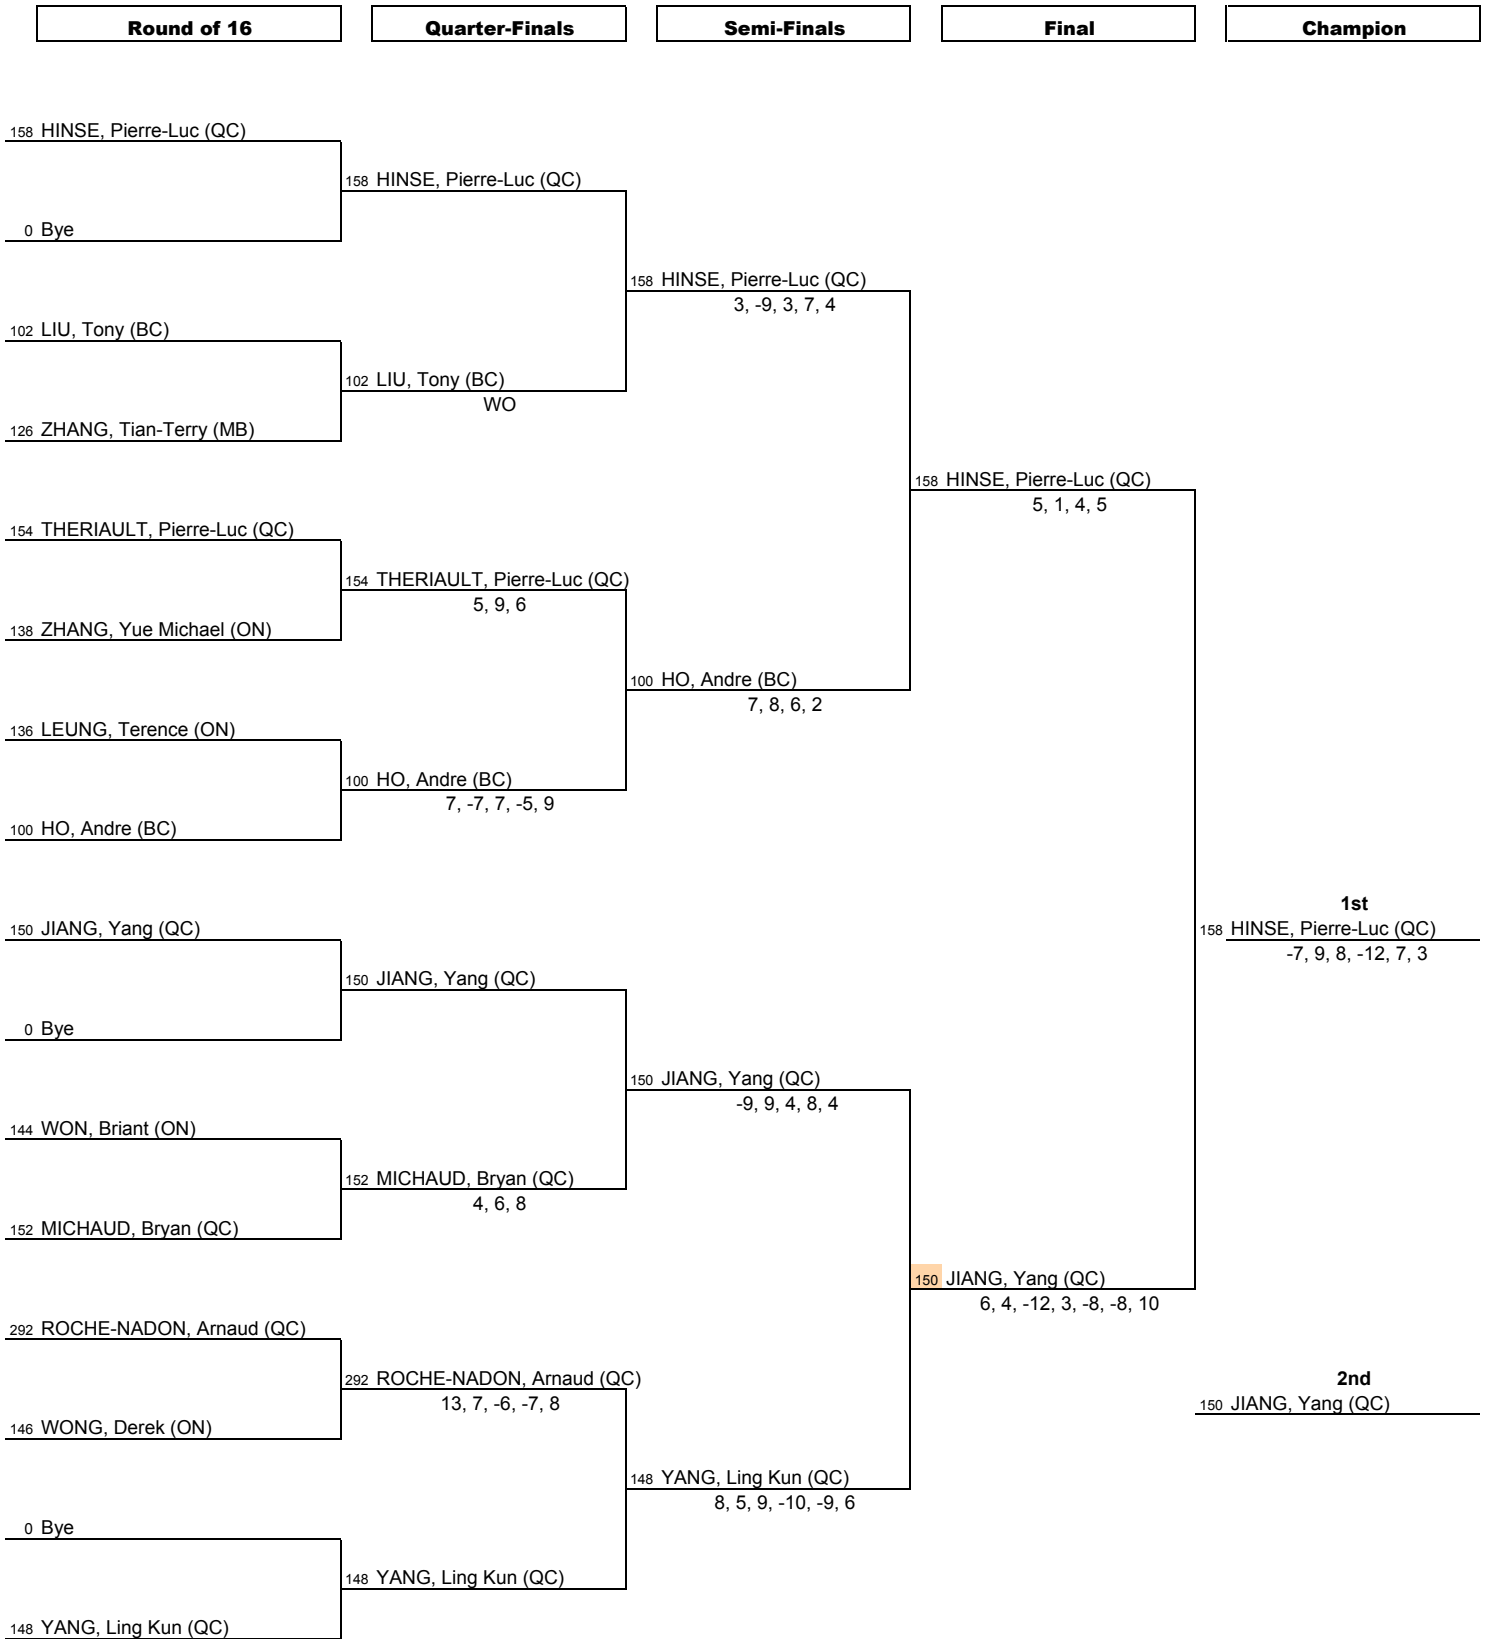 Round of 16 Quarter-Finals Semi-Finals Final Champion
158 HINSE, Pierre-Luc (QC)
158 HINSE, Pierre-Luc (QC)
0 Bye
158 HINSE, Pierre-Luc (QC)
3, -9, 3, 7, 4
102 LIU, Tony (BC)
102 LIU, Tony (BC)
WO
126 ZHANG, Tian-Terry (MB)
158 HINSE, Pierre-Luc (QC)
5, 1, 4, 5
154 THERIAULT, Pierre-Luc (QC)
154 THERIAULT, Pierre-Luc (QC)
5, 9, 6
138 ZHANG, Yue Michael (ON)
100 HO, Andre (BC)
7, 8, 6, 2
136 LEUNG, Terence (ON)
100 HO, Andre (BC)
7, -7, 7, -5, 9
100 HO, Andre (BC)
1st
150 JIANG, Yang (QC)
158 HINSE, Pierre-Luc (QC)
-7, 9, 8, -12, 7, 3
150 JIANG, Yang (QC)
0 Bye
150 JIANG, Yang (QC)
-9, 9, 4, 8, 4
144 WON, Briant (ON)
152 MICHAUD, Bryan (QC)
4, 6, 8
152 MICHAUD, Bryan (QC)
150 JIANG, Yang (QC)
6, 4, -12, 3, -8, -8, 10
292 ROCHE-NADON, Arnaud (QC)
292 ROCHE-NADON, Arnaud (QC)
13, 7, -6, -7, 8
2nd
150 JIANG, Yang (QC)
146 WONG, Derek (ON)
148 YANG, Ling Kun (QC)
8, 5, 9, -10, -9, 6
0 Bye
148 YANG, Ling Kun (QC)
148 YANG, Ling Kun (QC)